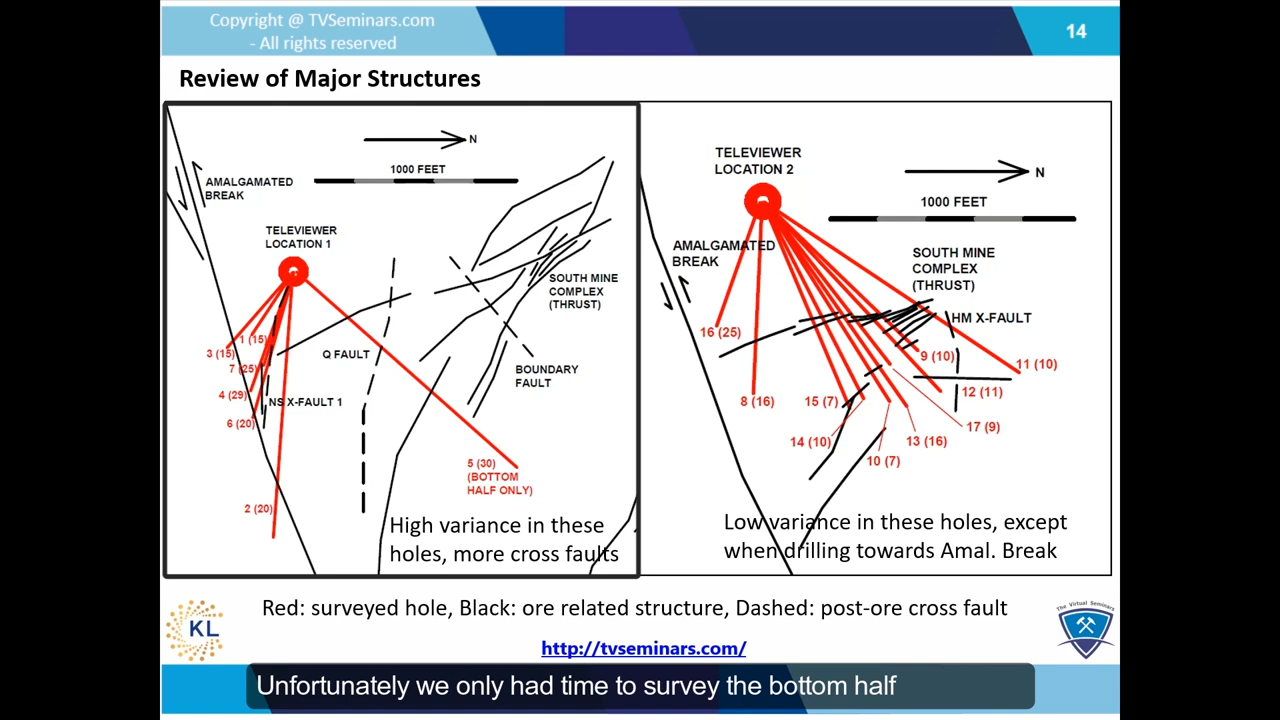 Copyright @ TVSeminars.com
- All rights reserved
14
Review of Major Structures
N
1000 FEET
AMALGAMATED
BREAK
TELEVIEWER
LOCATION 1
SOUTH MINE
COMPLEX
(THRUST)
1 (15)
3 (15)
Q FAULT
7 (25)
BOUNDARY
FAULT
4 (29)
NS X-FAULT 1
6 (20)
5 (30)
(BOTTOM
HALF ONLY)
2 (20)
High variance in these
holes, more cross faults
TELEVIEWER
LOCATION 2
N
1000 FEET
AMALGAMATED
BREAK
SOUTH MINE
COMPLEX
(THRUST)
HM X-FAULT
16 (25)
9 (10)
11 (10)
12 (11)
8 (16)
15 (7)
17 (9)
14 (10)
13 (16)
10 (7)
Low variance in these holes, except
when drilling towards Amal. Break
Red: surveyed hole, Black: ore related structure, Dashed: post-ore cross fault
KL
The Virtual Seminars
http://tvseminars.com/
Unfortunately we only had time to survey the bottom half